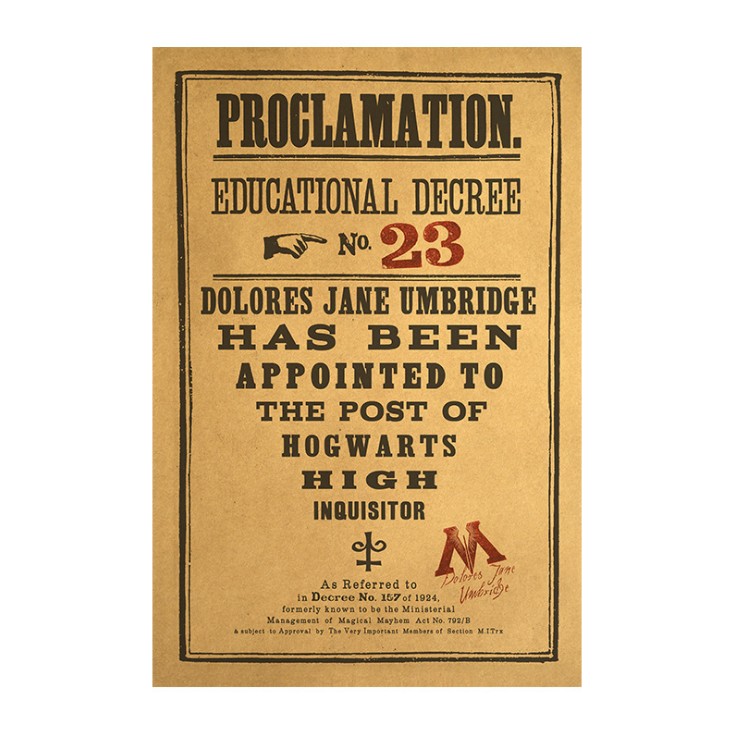 PROCLAMATION.
EDUCATIONAL DECREE
No. 23
DOLORES JANE UMBRIDGE
HAS BEEN
APPOINTED TO
THE POST OF
HOGWARTS
HIGH
INQUISITOR
M
Dolores Jane
Umbridge
As Referred to
in Decree No. 157 of 1924,
formerly known to be the Ministerial
Management of Magical Mayhem Act No. 792/B
& subject to Approval by The Very Important Members of Section M.I.Trx